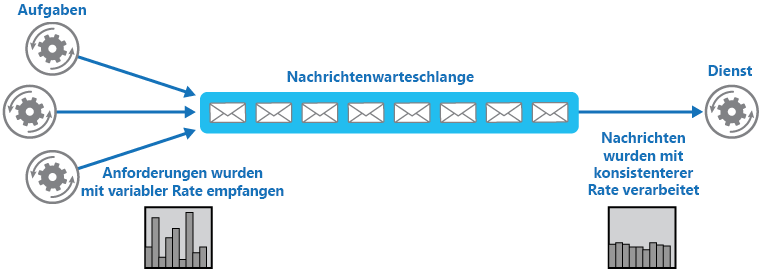 Aufgaben
Nachrichtenwarteschlange
Dienst
Anforderungen wurden
mit variabler Rate empfangen
Nachrichten
wurden mit
konsistenterer
Rate verarbeitet